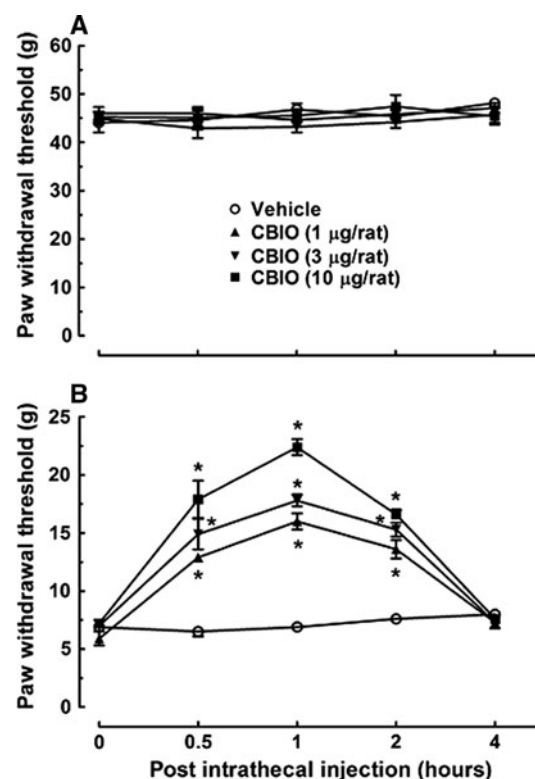 A
Paw withdrawal threshold (g)
60
50
40
30
20
10
0
Vehicle
CBIO (1 μg/rat)
CBIO (3 μg/rat)
CBIO (10 μg/rat)
B
Paw withdrawal threshold (g)
25
20
15
10
5
0
* * * * * * * * *
0 0.5 1 2 4
Post intrathecal injection (hours)